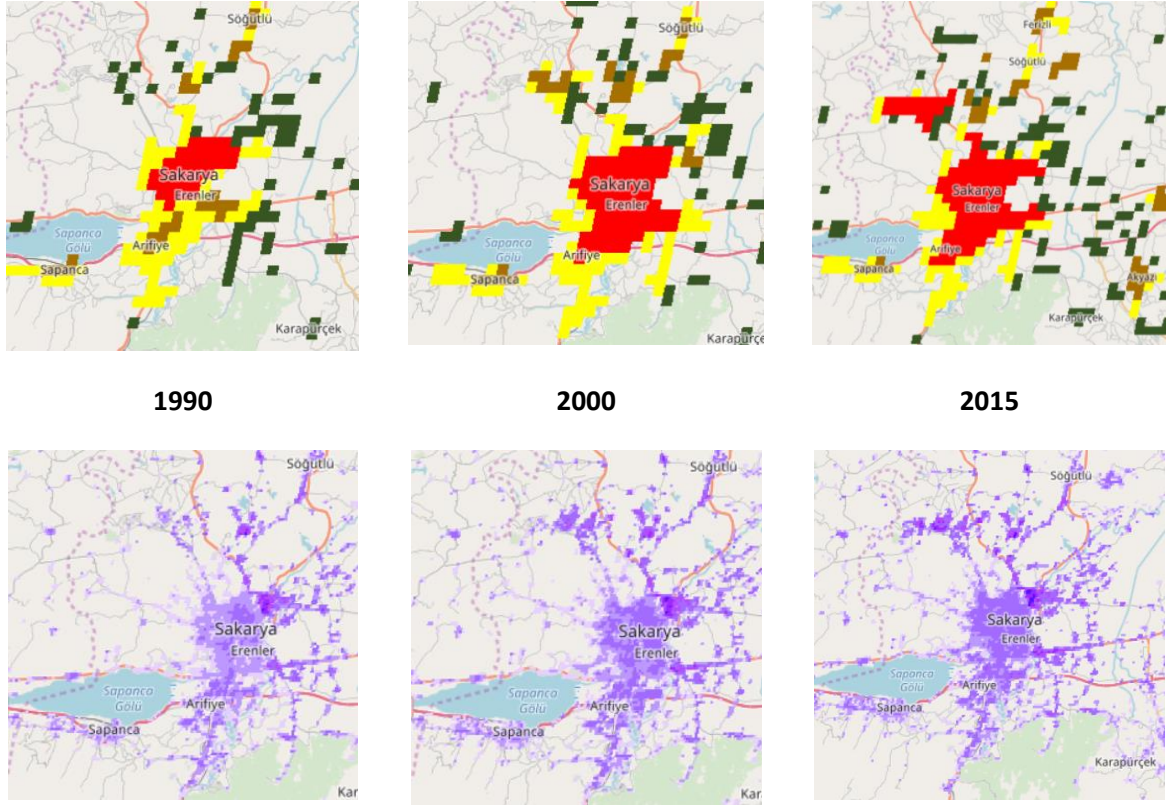 Söğütlü
Sakarya
Erenler
Sapanca
Gölü
Arifiye
Sapanca
Karapürçek
Söğütlü
Sakarya
Erenler
Sapanca
Gölü
Arifiye
Sapanca
Karapürçe
Ferizli
Söğütlü
Sakarya
Erenler
Sapanca
Gölü
Arifiye
Sapanca
Akyazı
Karapürçek
1990
2000
2015
Söğütlü
Sakarya
Erenler
Sapanca
Gölü
Arifiye
Sapanca
Kar
Söğütlü
Sakarya
Erenler
Sapanca
Gölü
Arifiye
Sapanca
Kar
Söğütlü
Sakarya
Erenler
Sapanca
Gölü
Arifiye
Sapanca
Karapürçek